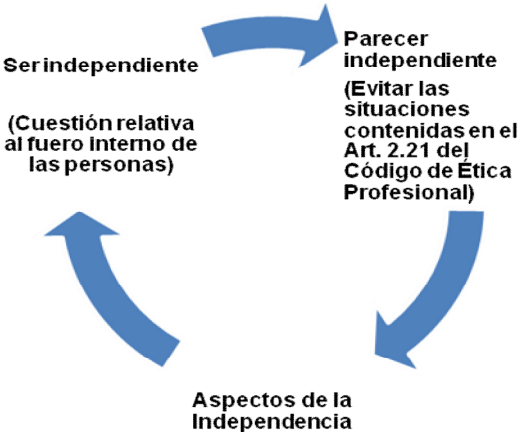 Ser independiente
(Cuestión relativa
al fuero interno de
las personas)
Parecer
independiente
(Evitar las
situaciones
contenidas en el
Art. 2.21 del
Código de Ética
Profesional)
Aspectos de la
Independencia